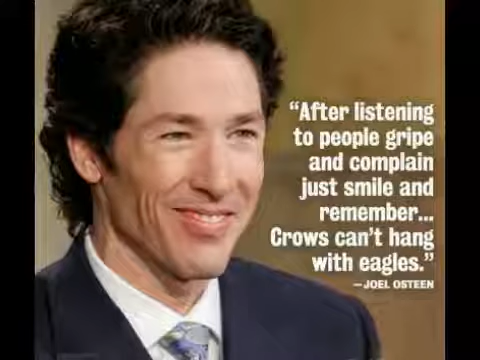 “After listening
to people gripe
and complain
just smile and
remember...
Crows can’t hang
with eagles.”
—JOEL OSTEEN